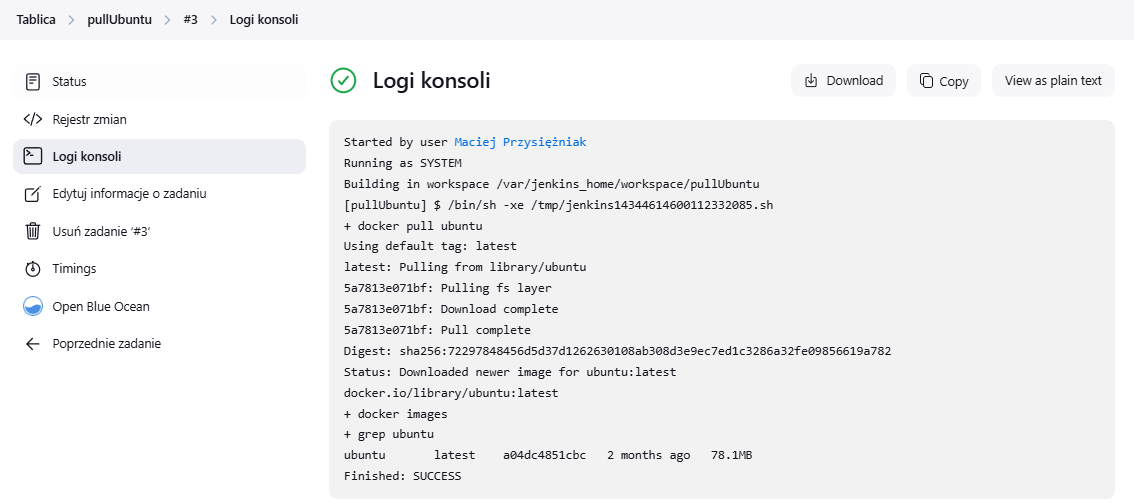 Tablica > pullUbuntu > #3 > Logi konsoli
Status
Rejestr zmian
Logi konsoli
Edytuj informacje o zadaniu
Usuń zadanie ‘#3’
Timings
Open Blue Ocean
Poprzednie zadanie
Logi konsoli
Download
Copy
View as plain text
Started by user Maciej Przysiężniak
Running as SYSTEM
Building in workspace /var/jenkins_home/workspace/pullUbuntu
[pullUbuntu] $ /bin/sh -xe /tmp/jenkins14344614600112332085.sh
+ docker pull ubuntu
Using default tag: latest
latest: Pulling from library/ubuntu
5a7813e071bf: Pulling fs layer
5a7813e071bf: Download complete
5a7813e071bf: Pull complete
Digest: sha256:72297848456d5d37d1262630108ab308d3e9ec7ed1c3286a32fe09856619a782
Status: Downloaded newer image for ubuntu:latest
docker.io/library/ubuntu:latest
+ docker images
+ grep ubuntu
ubuntu       latest    a04dc4851cbc   2 months ago   78.1MB
Finished: SUCCESS